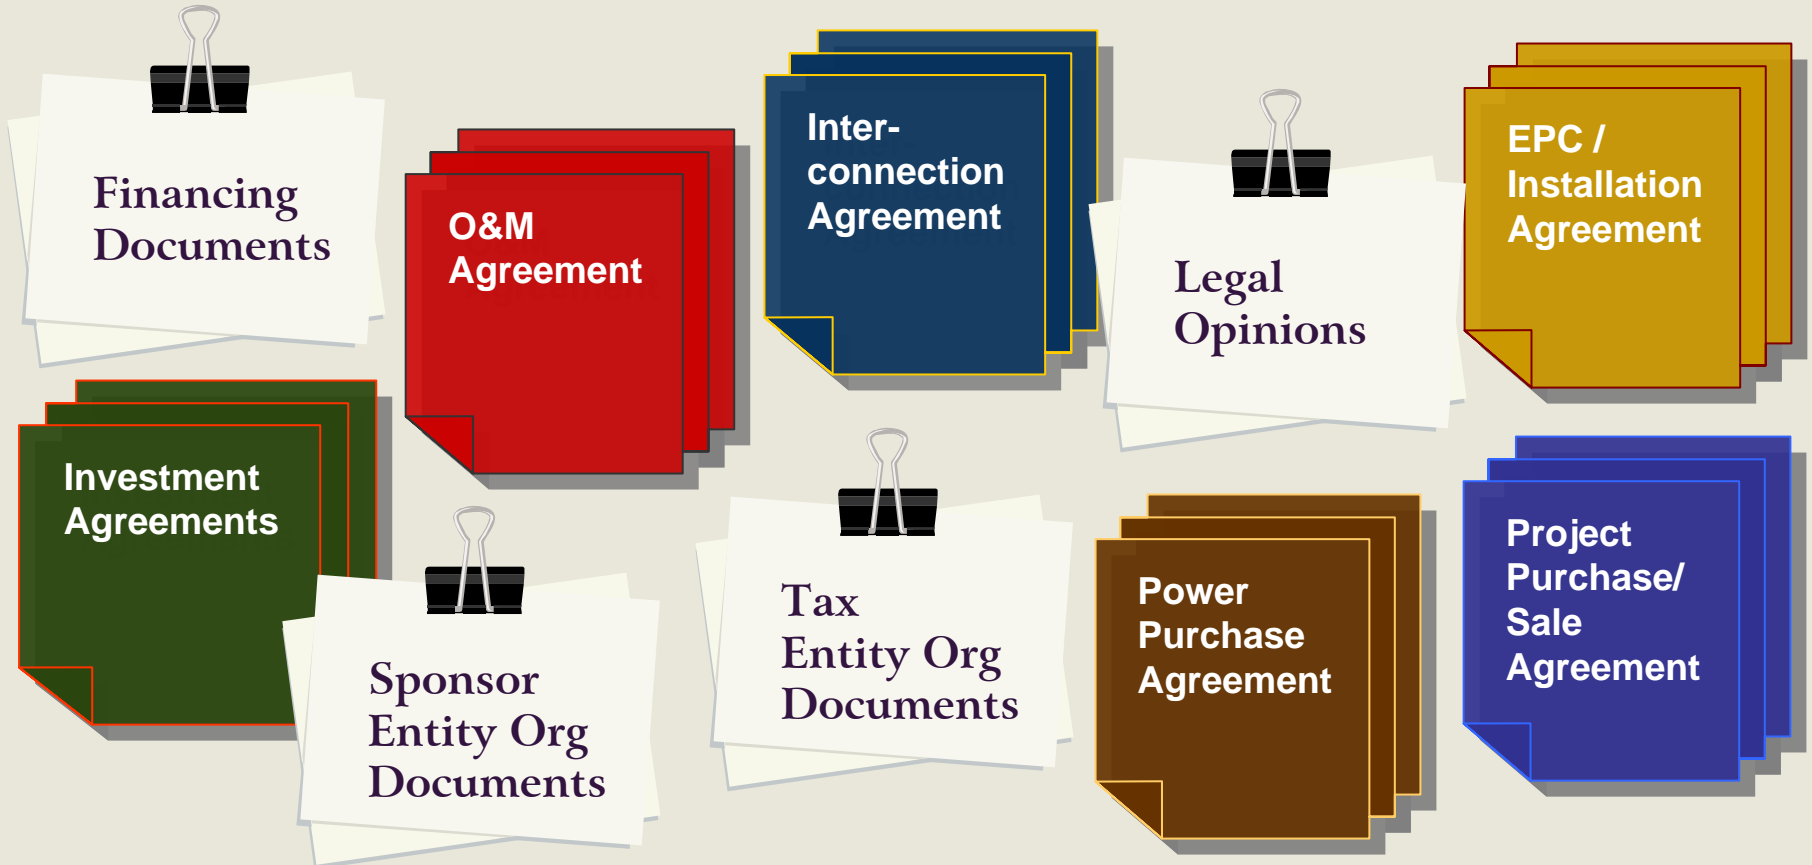 Financing
Documents
O&M
Agreement
Inter-
connection
Agreement
Legal
Opinions
EPC /
Installation
Agreement
Investment
Agreements
Sponsor
Entity Org
Documents
Tax
Entity Org
Documents
Power
Purchase
Agreement
Project
Purchase/
Sale
Agreement